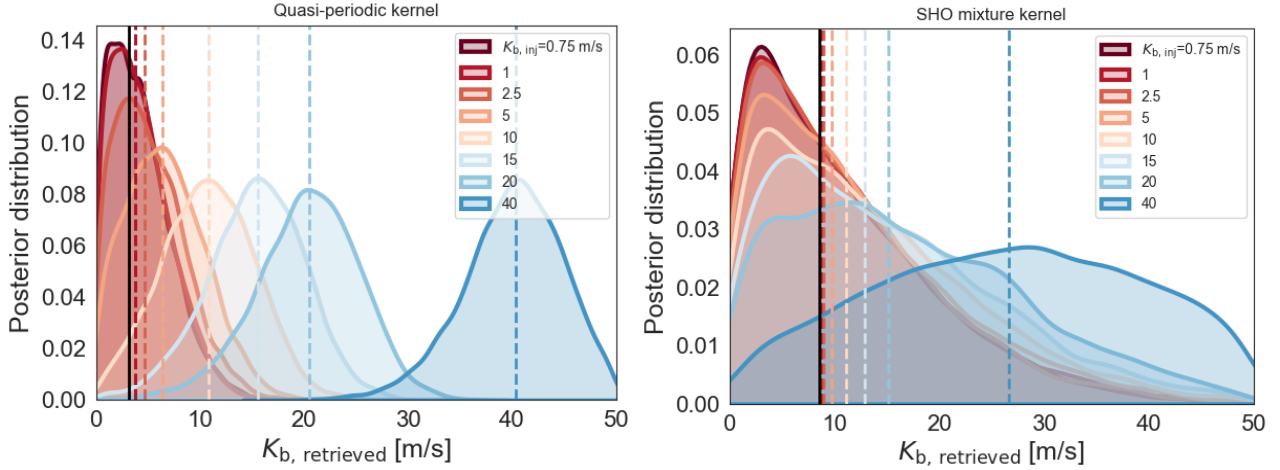 Quasi-periodic kernel
Posterior distribution
0.14
0.12
0.10
0.08
0.06
0.04
0.02
0.00
K_b, inj=0.75 m/s
1
2.5
5
10
15
20
40
0 10 20 30 40 50
K_b, retrieved [m/s]
SHO mixture kernel
Posterior distribution
0.06
0.05
0.04
0.03
0.02
0.01
0.00
K_b, inj=0.75 m/s
1
2.5
5
10
15
20
40
0 10 20 30 40 50
K_b, retrieved [m/s]